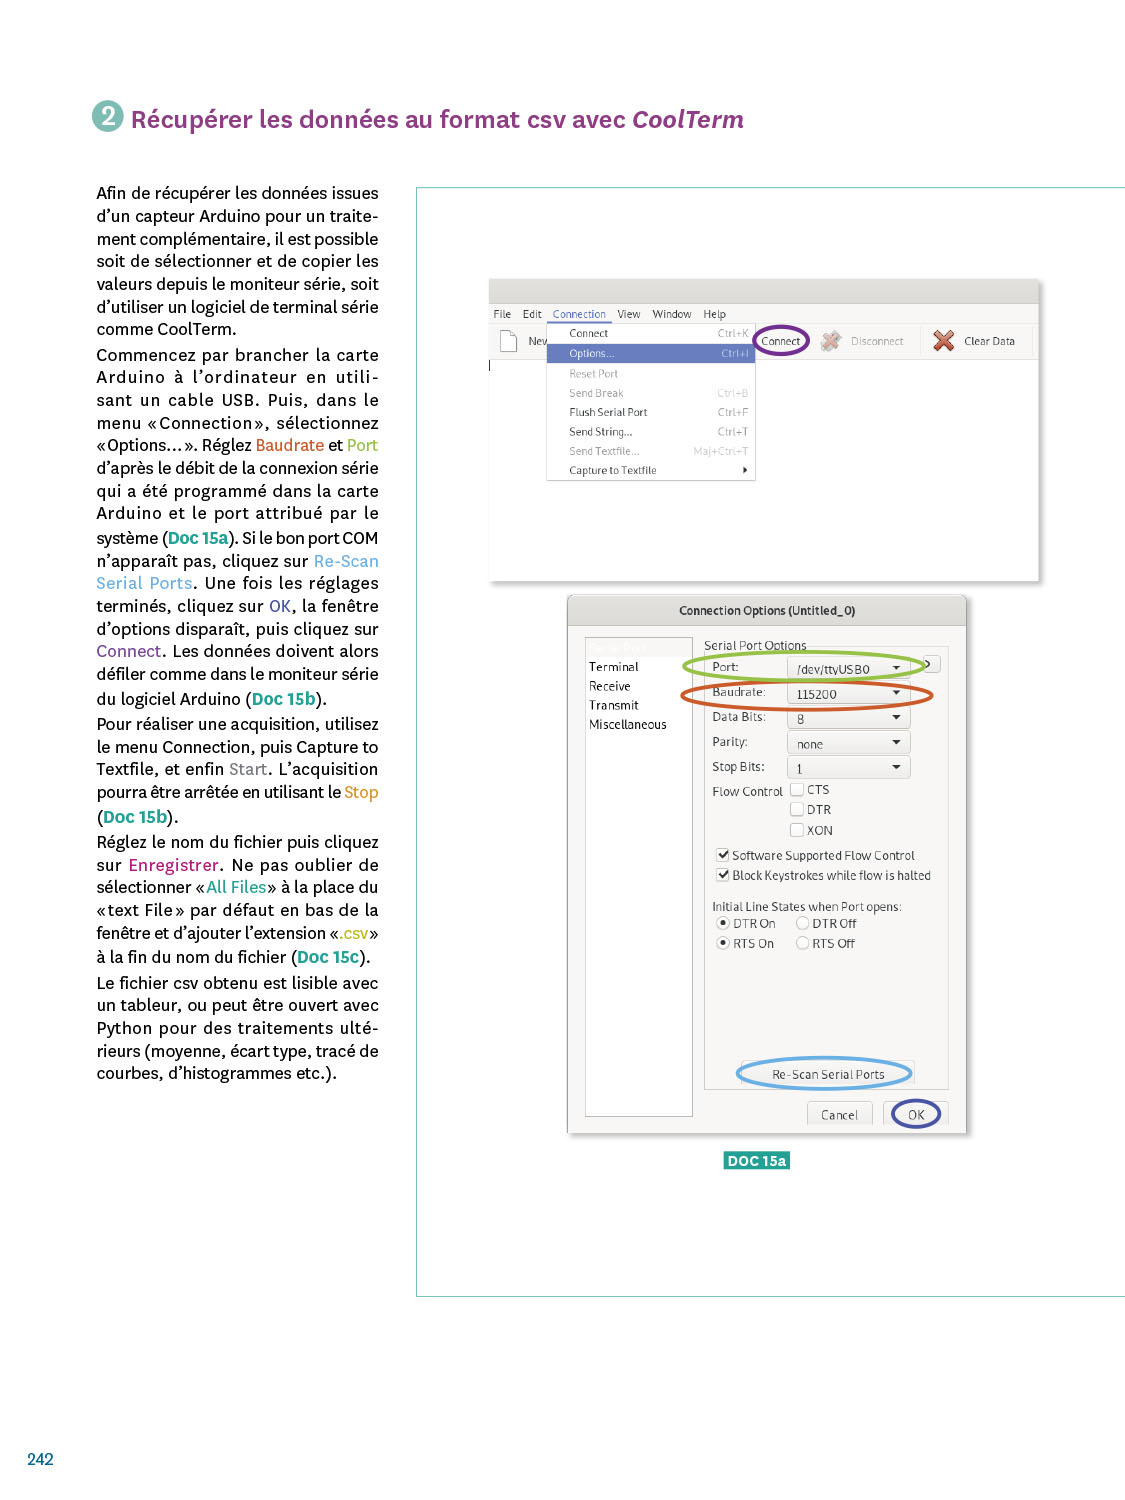 2 Récupérer les données au format csv avec CoolTerm
Afin de récupérer les données issues
d'un capteur Arduino pour un traite-
ment complémentaire, il est possible
soit de sélectionner et de copier les
valeurs depuis le moniteur série, soit
d'utiliser un logiciel de terminal série
comme CoolTerm.
Commencez par brancher la carte
Arduino à l'ordinateur en utili-
sant un cable USB. Puis, dans le
menu « Connection », sélectionnez
« Options... ». Réglez Baudrate et Port
d'après le débit de la connexion série
qui a été programmé dans la carte
Arduino et le port attribué par le
système (Doc 15a). Si le bon port COM
n'apparaît pas, cliquez sur Re-Scan
Serial Ports. Une fois les réglages
terminés, cliquez sur OK, la fenêtre
d'options disparaît, puis cliquez sur
Connect. Les données doivent alors
défiler comme dans le moniteur série
du logiciel Arduino (Doc 15b).
Pour réaliser une acquisition, utilisez
le menu Connection, puis Capture to
Textfile, et enfin Start. L'acquisition
pourra être arrêtée en utilisant le Stop
(Doc 15b).
Réglez le nom du fichier puis cliquez
sur Enregistrer. Ne pas oublier de
sélectionner « All Files » à la place du
« text File » par défaut en bas de la
fenêtre et d'ajouter l'extension « .csv »
à la fin du nom du fichier (Doc 15c).
Le fichier csv obtenu est lisible avec
un tableur, ou peut être ouvert avec
Python pour des traitements ulté-
rieurs (moyenne, écart type, tracé de
courbes, d'histogrammes etc.).
File Edit Connection View Window Help
New Connect Disconnect Clear Data
Connect Ctrl+K
Options... Ctrl+I
Reset Port
Send Break Ctrl+B
Flush Serial Port Ctrl+F
Send String... Ctrl+T
Send Textfile... Maj+Ctrl+T
Capture to Textfile
Connection Options (Untitled_0)
Terminal
Receive
Transmit
Miscellaneous
Serial Port Options
Port: /dev/ttyUSB0 >
Baudrate: 115200
Data Bits: 8
Parity: none
Stop Bits: 1
Flow Control CTS
DTR
XON
Software Supported Flow Control
Block Keystrokes while flow is halted
Initial Line States when Port opens:
DTR On DTR Off
RTS On RTS Off
Re-Scan Serial Ports
Cancel OK
DOC 15a
242